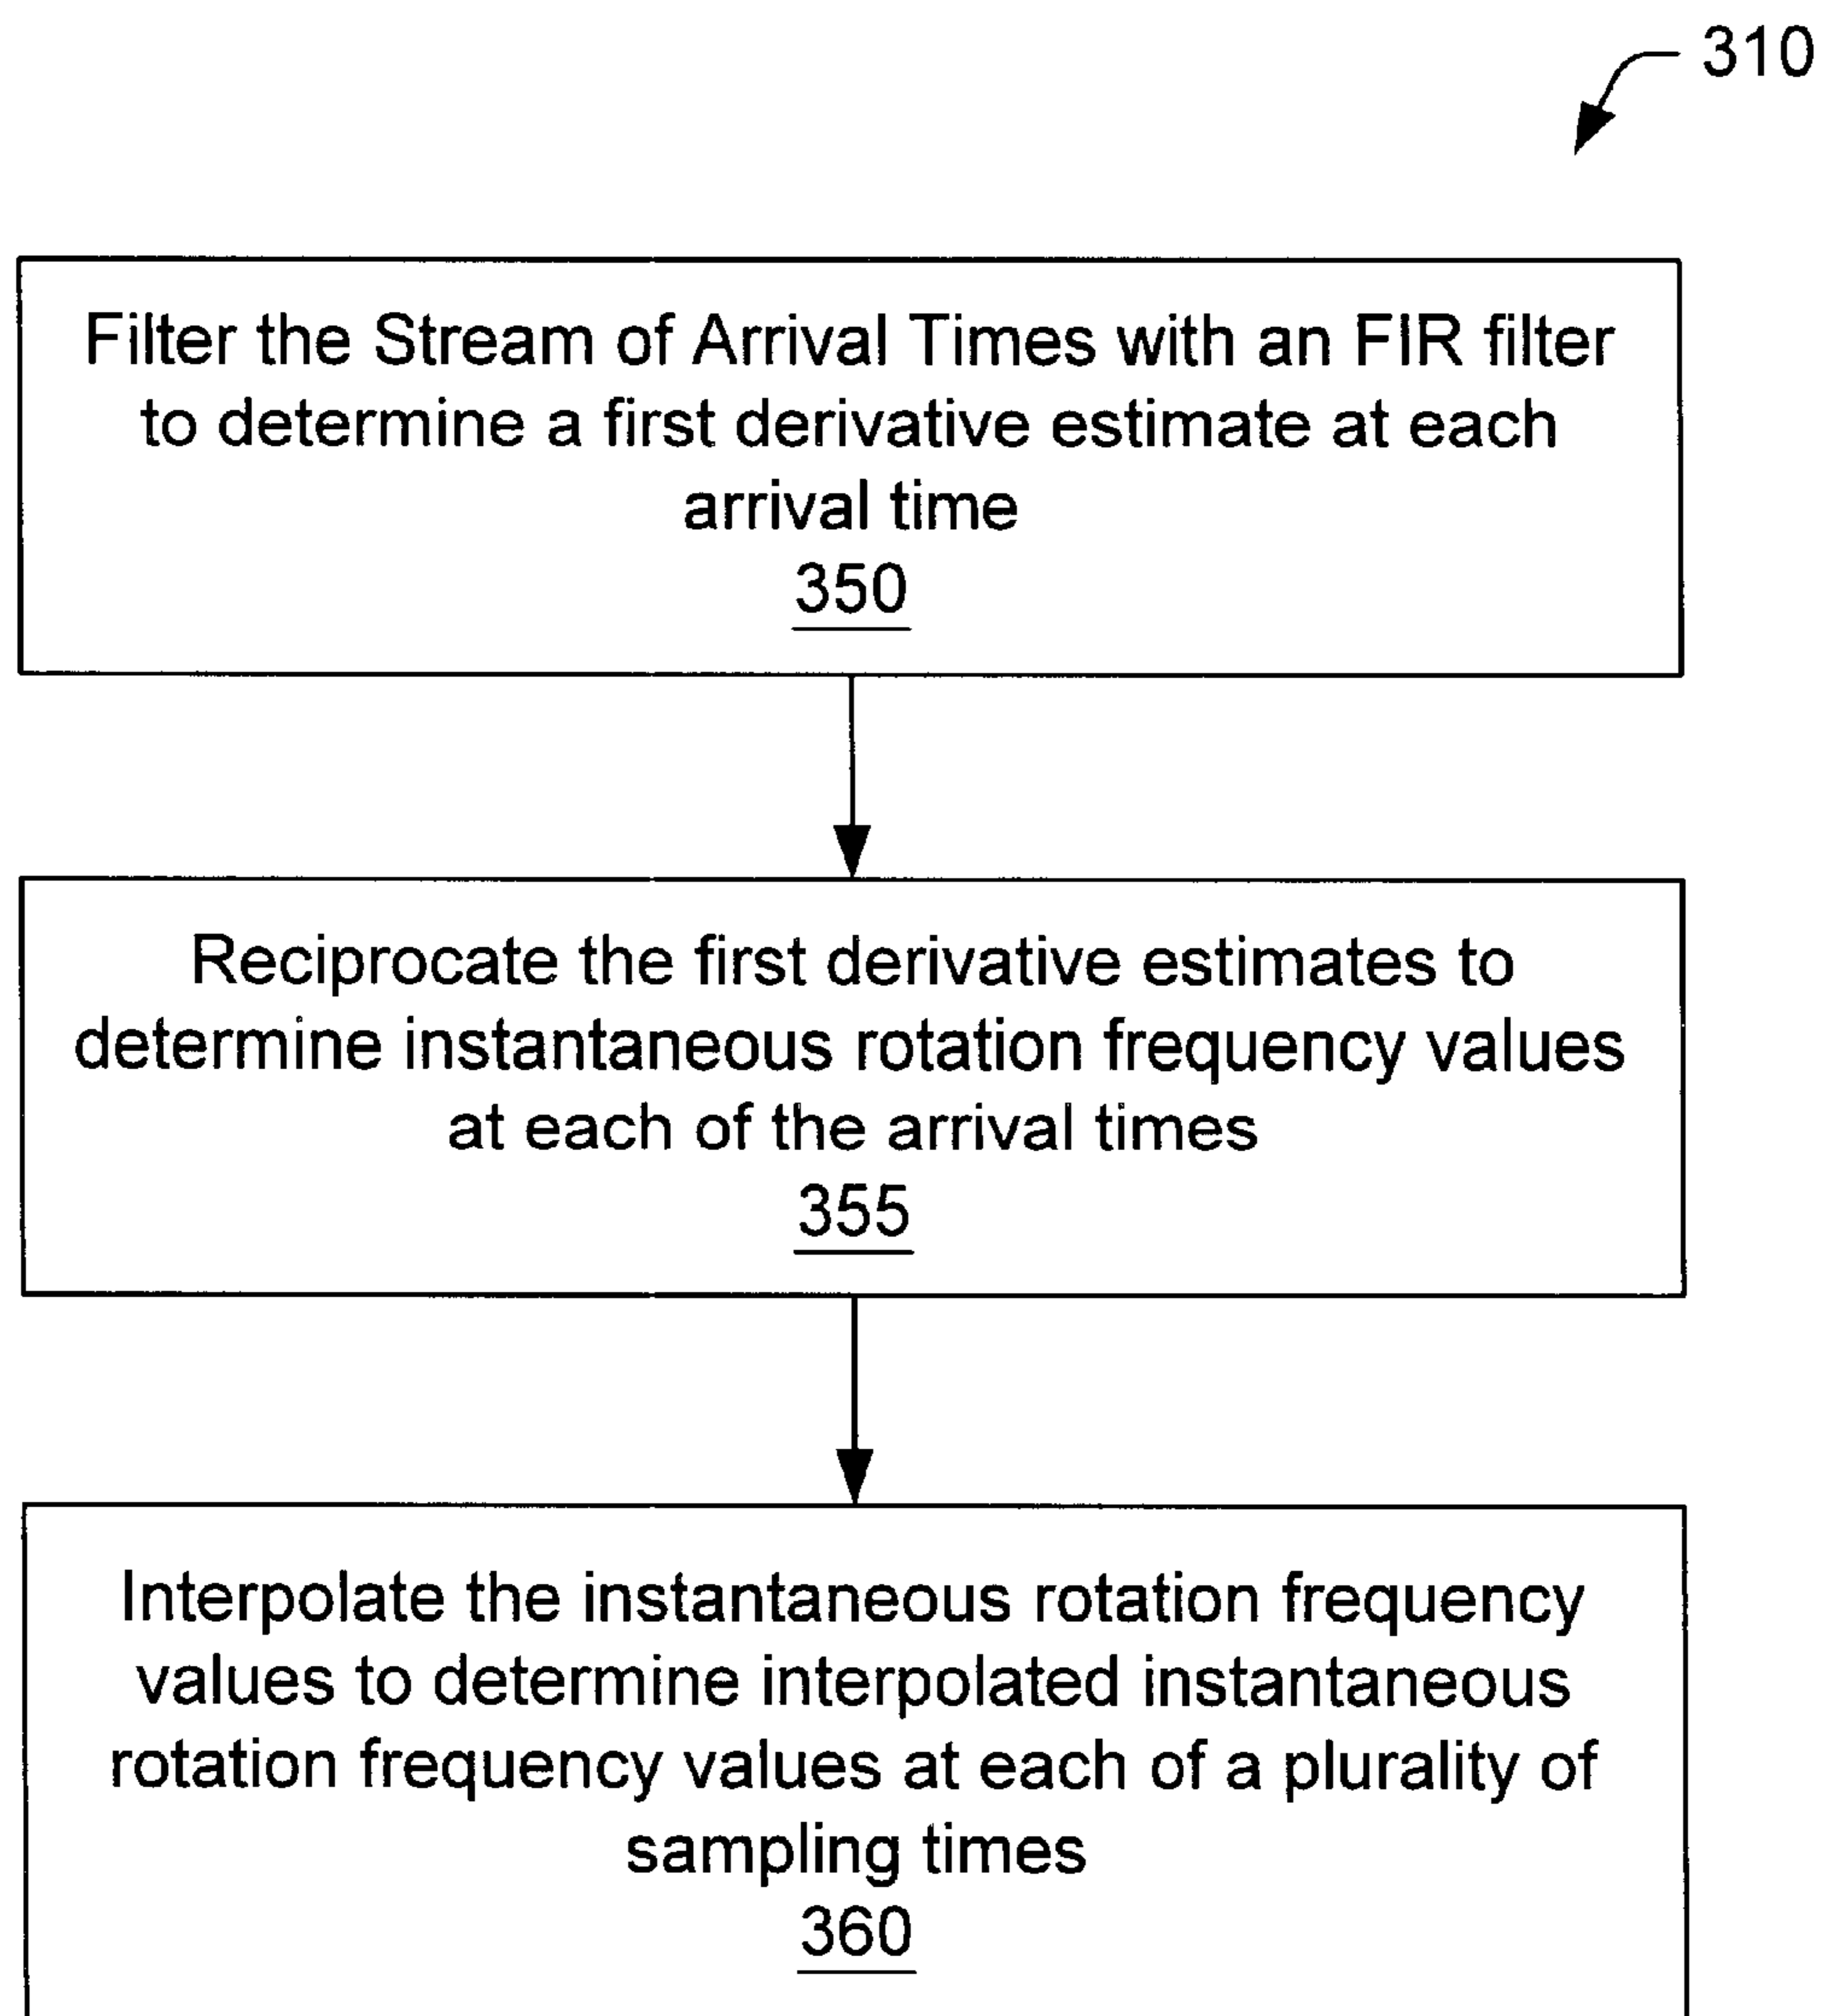 310
Filter the Stream of Arrival Times with an FIR filter
to determine a first derivative estimate at each
arrival time
350
Reciprocate the first derivative estimates to
determine instantaneous rotation frequency values
at each of the arrival times
355
Interpolate the instantaneous rotation frequency
values to determine interpolated instantaneous
rotation frequency values at each of a plurality of
sampling times
360